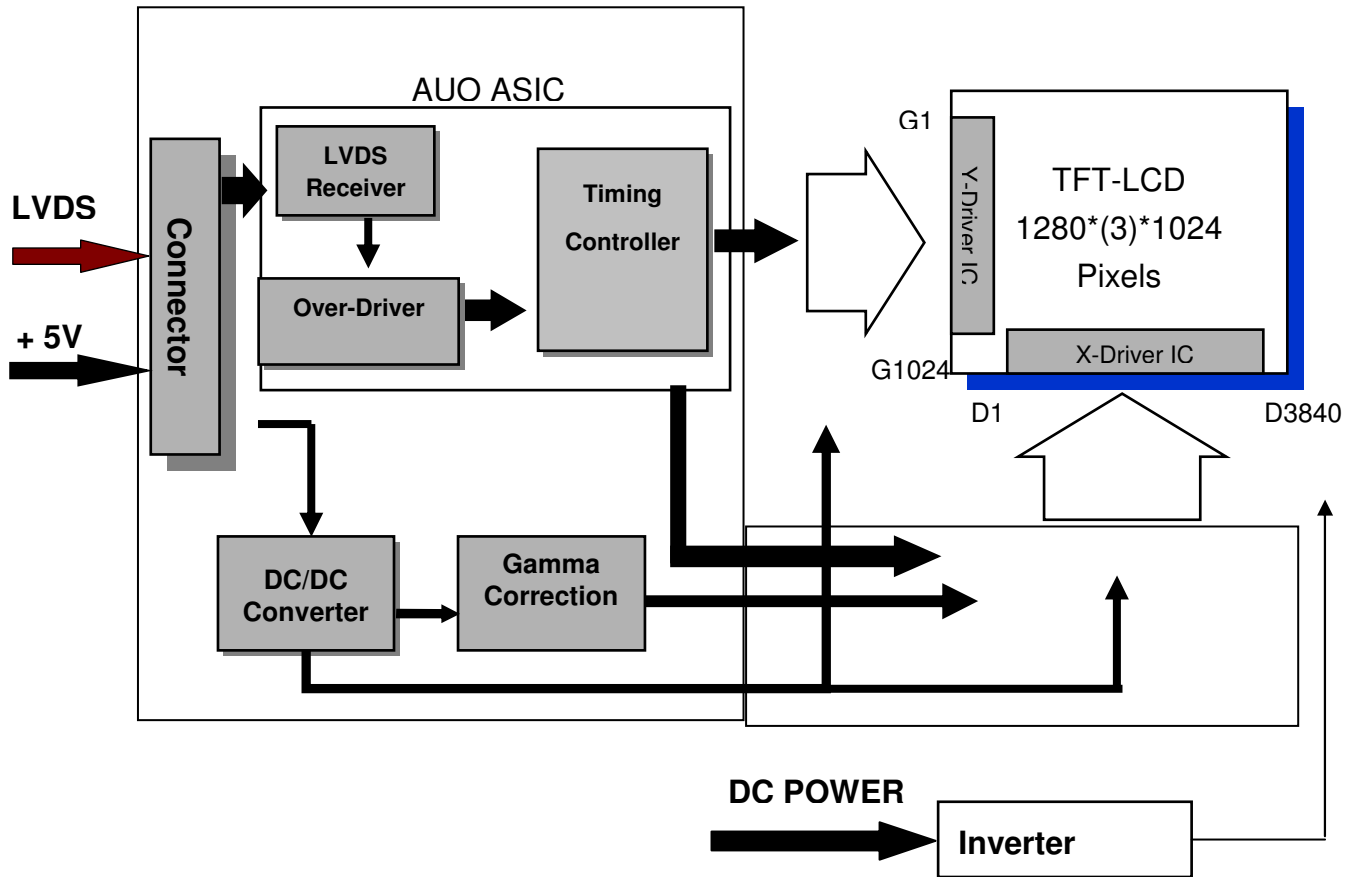 AUO ASIC
LVDS
Receiver
Timing
Controller
Over-Driver
LVDS
+ 5V
Connector
G1
Y-Driver IC
TFT-LCD
1280*(3)*1024
Pixels
X-Driver IC
G1024
D1
D3840
DC/DC
Converter
Gamma
Correction
DC POWER
Inverter